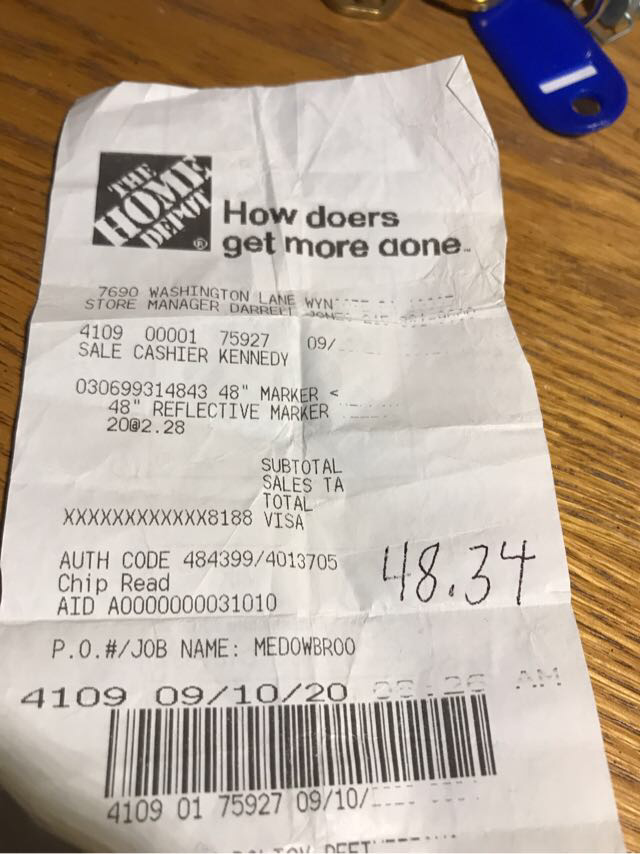 THE
HOME
DEPOT
®
How doers
get more done™
7690 WASHINGTON LANE WYN
STORE MANAGER DARRELL
4109 00001 75927 09/
SALE CASHIER KENNEDY
030699314843 48" MARKER <
48" REFLECTIVE MARKER
20@2.28
SUBTOTAL
SALES TA
TOTAL
XXXXXXXXXXXX8188 VISA
AUTH CODE 484399/4013705
48.34
Chip Read
AID A0000000031010
P.O.#/JOB NAME: MEDOWBROO
4109 09/10/20 AM
4109 01 75927 09/10/